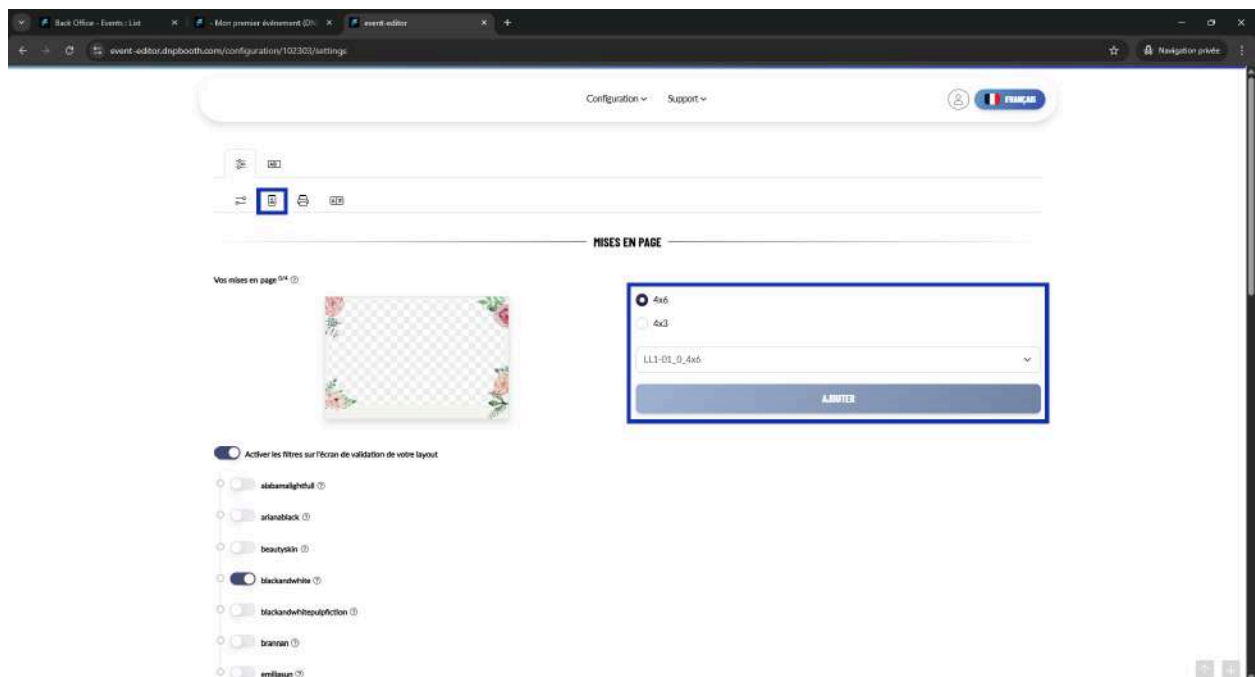 Back Office - Events : List
- Mon premier événement (DN
event-editor
event-editor.dnpbooth.com/configuration/102303/settings
Navigation privée
Configuration
Support
FRANÇAIS
MISES EN PAGE
Vos mises en page 0/4
4x6
4x3
LL1-01_0_4x6
AJOUTER
Activer les filtres sur l'écran de validation de votre layout
alabamalightfull
arianablack
beautyskin
blackandwhite
blackandwhitepulpfiction
brannan
emiliasun